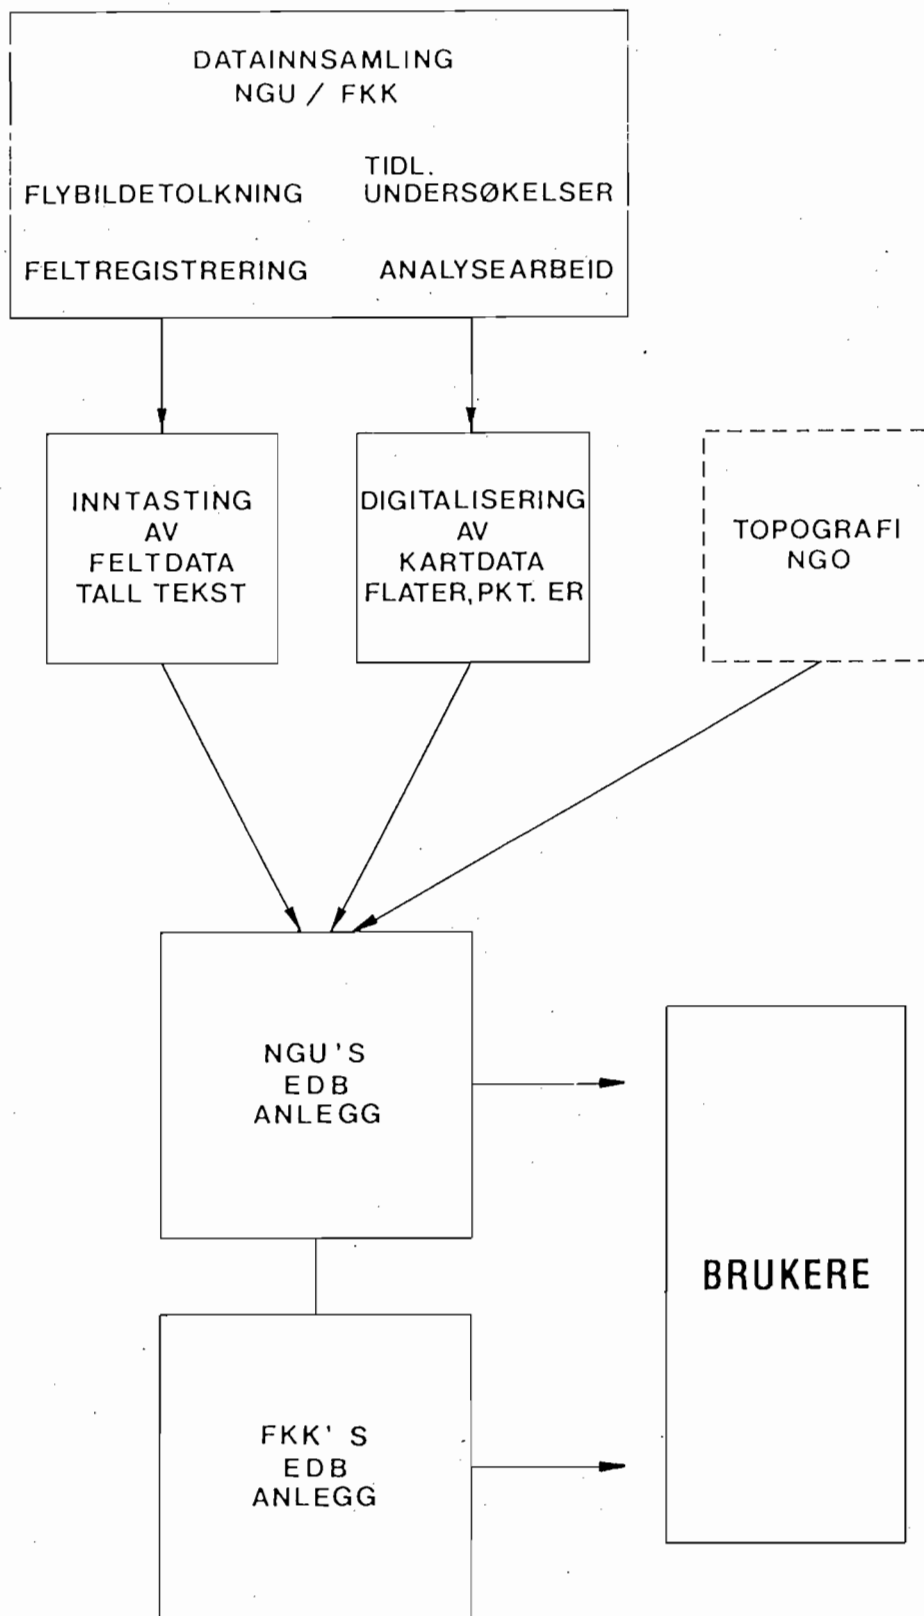 DATAINNSAMLING
NGU / FKK
FLYBILDETOLKNING
TIDL.
UNDERSØKELSER
FELTREGISTRERING
ANALYSEARBEID
INNTASTING
AV
FELTDATA
TALL TEKST
DIGITALISERING
AV
KARTDATA
FLATER, PKT. ER
TOPOGRAFI
NGO
NGU'S
EDB
ANLEGG
BRUKERE
FKK' S
EDB
ANLEGG